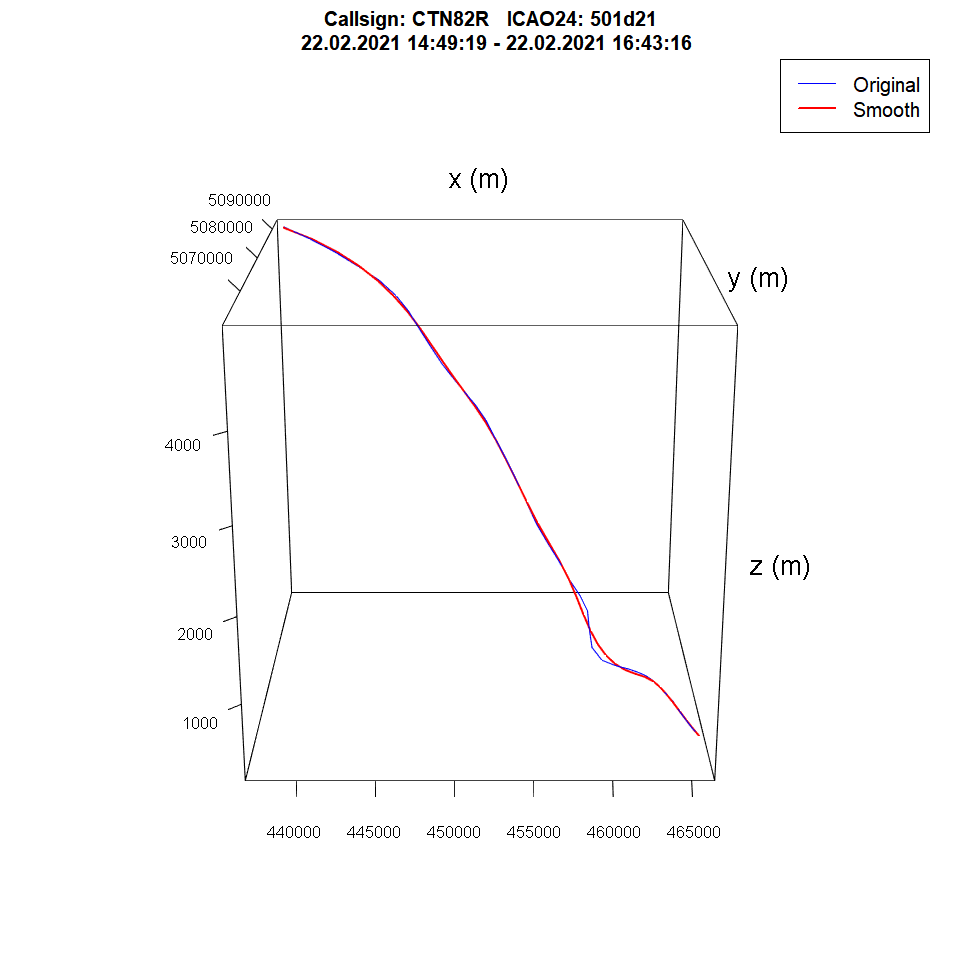 Callsign: CTN82R ICAO24: 501d21
22.02.2021 14:49:19 - 22.02.2021 16:43:16
Original
Smooth
x (m)
5090000
5080000
5070000
y (m)
4000
3000
z (m)
2000
1000
440000 445000 450000 455000 460000 465000